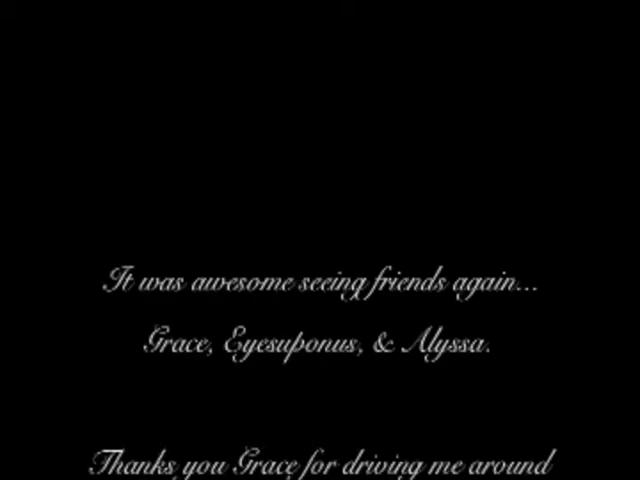 It was awesome seeing friends again...
Grace, Eyesuponus, & Alyssa.
Thanks you Grace for driving me around